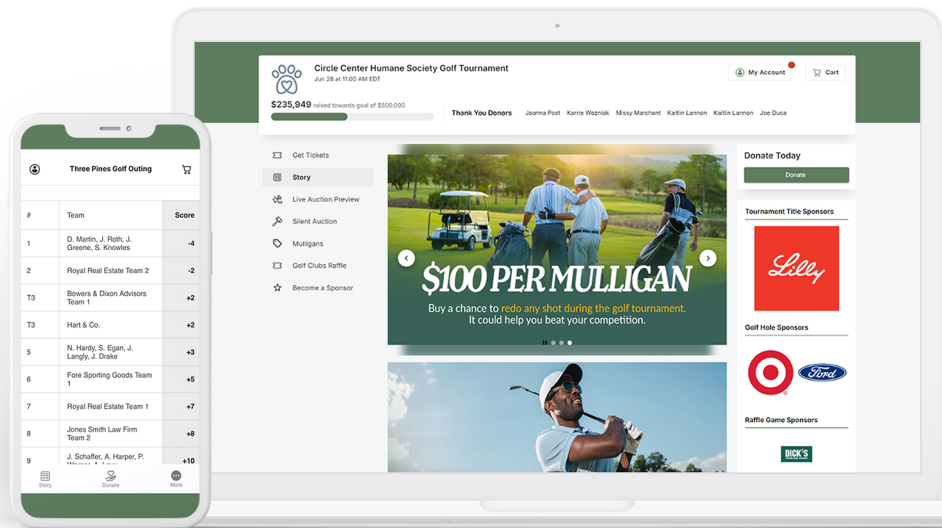 Three Pines Golf Outing
# Team Score
1 D. Martin, J. Roth, J. -4
Greene, S. Knowles
2 Royal Real Estate Team 2 -2
T3 Bowers & Dixon Advisors +2
Team 1
T3 Hart & Co. +2
5 N. Hardy, S. Egan, J. +3
Langly, J. Drake
6 Fore Sporting Goods Team +5
1
7 Royal Real Estate Team 1 +7
8 Jones Smith Law Firm +8
Team 2
9 J. Schaffer, A. Harper, P. +10
Story Donate More
Circle Center Humane Society Golf Tournament
Jun 28 at 11:00 AM EDT
My Account Cart
$235,949 raised towards goal of $500,000
Thank You Donors Joanna Post Karrie Wozniak Missy Marchant Kaitlin Lannon Kaitlin Lannon Joe Duca
Get Tickets
Story
Live Auction Preview
Silent Auction
Mulligans
Golf Clubs Raffle
Become a Sponsor
$100 PER MULLIGAN
Buy a chance to redo any shot during the golf tournament.
It could help you beat your competition.
Donate Today
Donate
Tournament Title Sponsors
Lilly
Golf Hole Sponsors
Ford
Raffle Game Sponsors
DICK'S